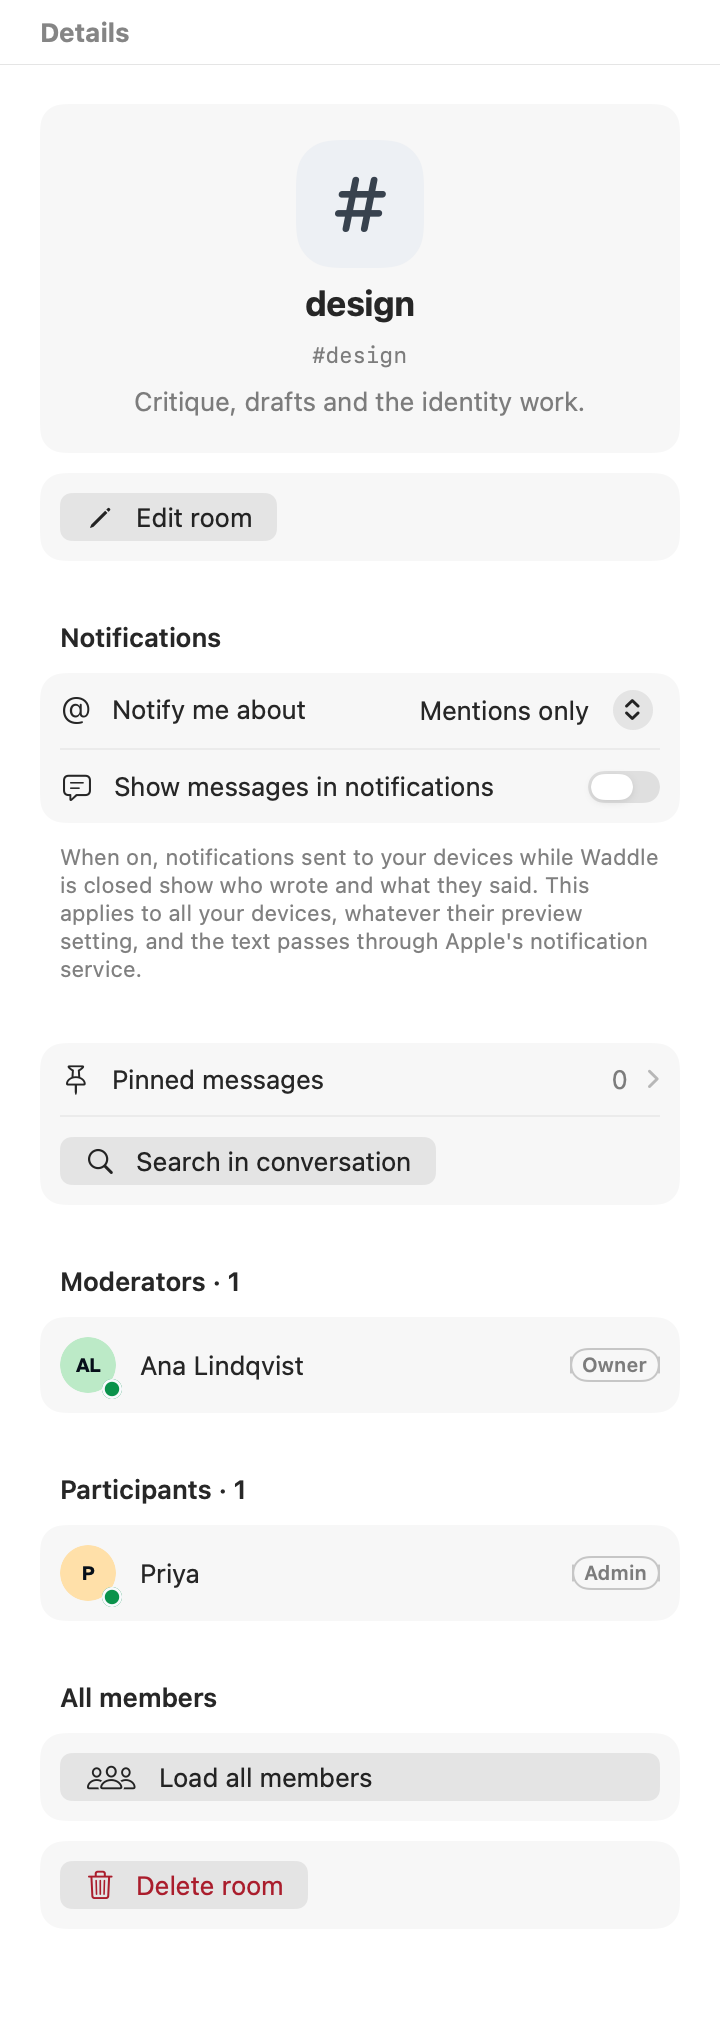 Details
#
design
#design
Critique, drafts and the identity work.
Edit room
Notifications
@ Notify me about Mentions only
Show messages in notifications
When on, notifications sent to your devices while Waddle
is closed show who wrote and what they said. This
applies to all your devices, whatever their preview
setting, and the text passes through Apple's notification
service.
Pinned messages 0
Search in conversation
Moderators · 1
AL Ana Lindqvist Owner
Participants · 1
P Priya Admin
All members
Load all members
Delete room